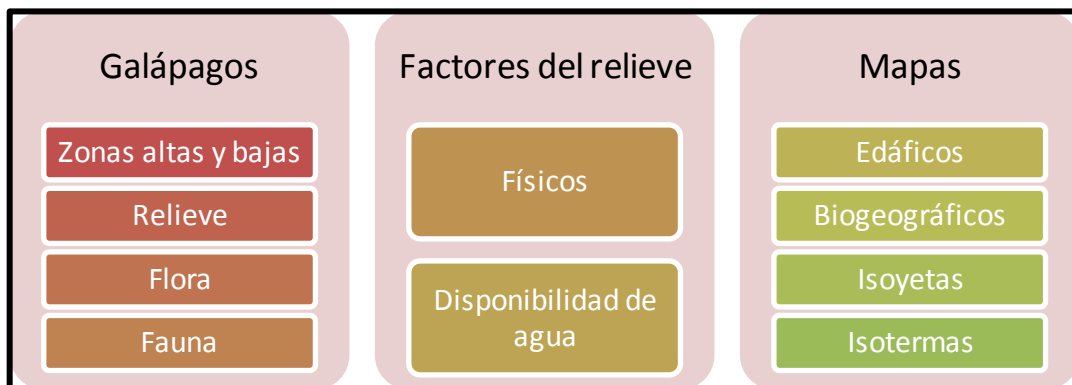 Galápagos
Zonas altas y bajas
Relieve
Flora
Fauna
Factores del relieve
Físicos
Disponibilidad de
agua
Mapas
Edáficos
Biogeográficos
Isoyetas
Isotermas